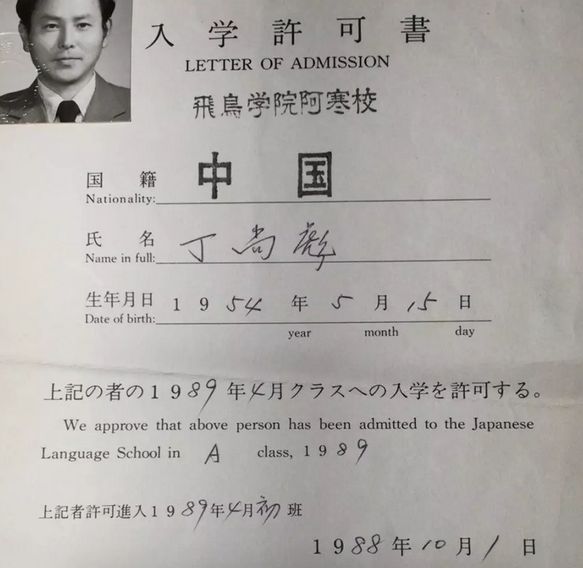 入学許可書
LETTER OF ADMISSION
飛鳥学院阿寒校
国籍 中国
Nationality:
氏名 丁尚彪
Name in full:
生年月日 1954年5月15日
Date of birth: year month day
上記の者の1989年4月クラスへの入学を許可する。
We approve that above person has been admitted to the Japanese
Language School in A class, 1989
上記者許可進入1989年4月初班
1988年10月1日